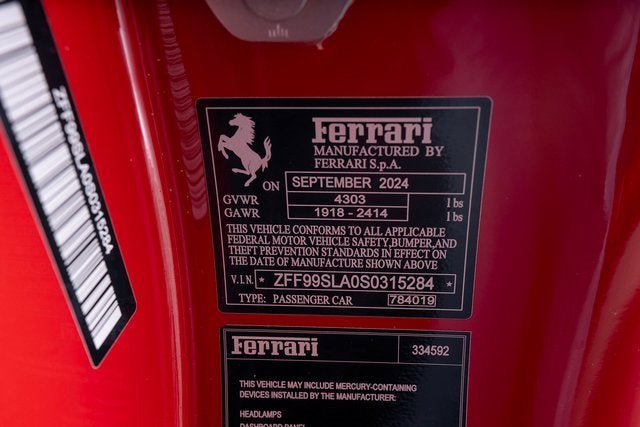 ZFF99SLA0S0315284
Ferrari
MANUFACTURED BY
FERRARI S.p.A.
ON SEPTEMBER 2024
GVWR 4303 lbs
GAWR 1918 - 2414 lbs
THIS VEHICLE CONFORMS TO ALL APPLICABLE
FEDERAL MOTOR VEHICLE SAFETY,BUMPER,AND
THEFT PREVENTION STANDARDS IN EFFECT ON
THE DATE OF MANUFACTURE SHOWN ABOVE
V.I.N. * ZFF99SLA0S0315284 *
TYPE: PASSENGER CAR 784019
Ferrari 334592
THIS VEHICLE MAY INCLUDE MERCURY-CONTAINING
DEVICES INSTALLED BY THE MANUFACTURER:
HEADLAMPS
DASHBOARD PANEL